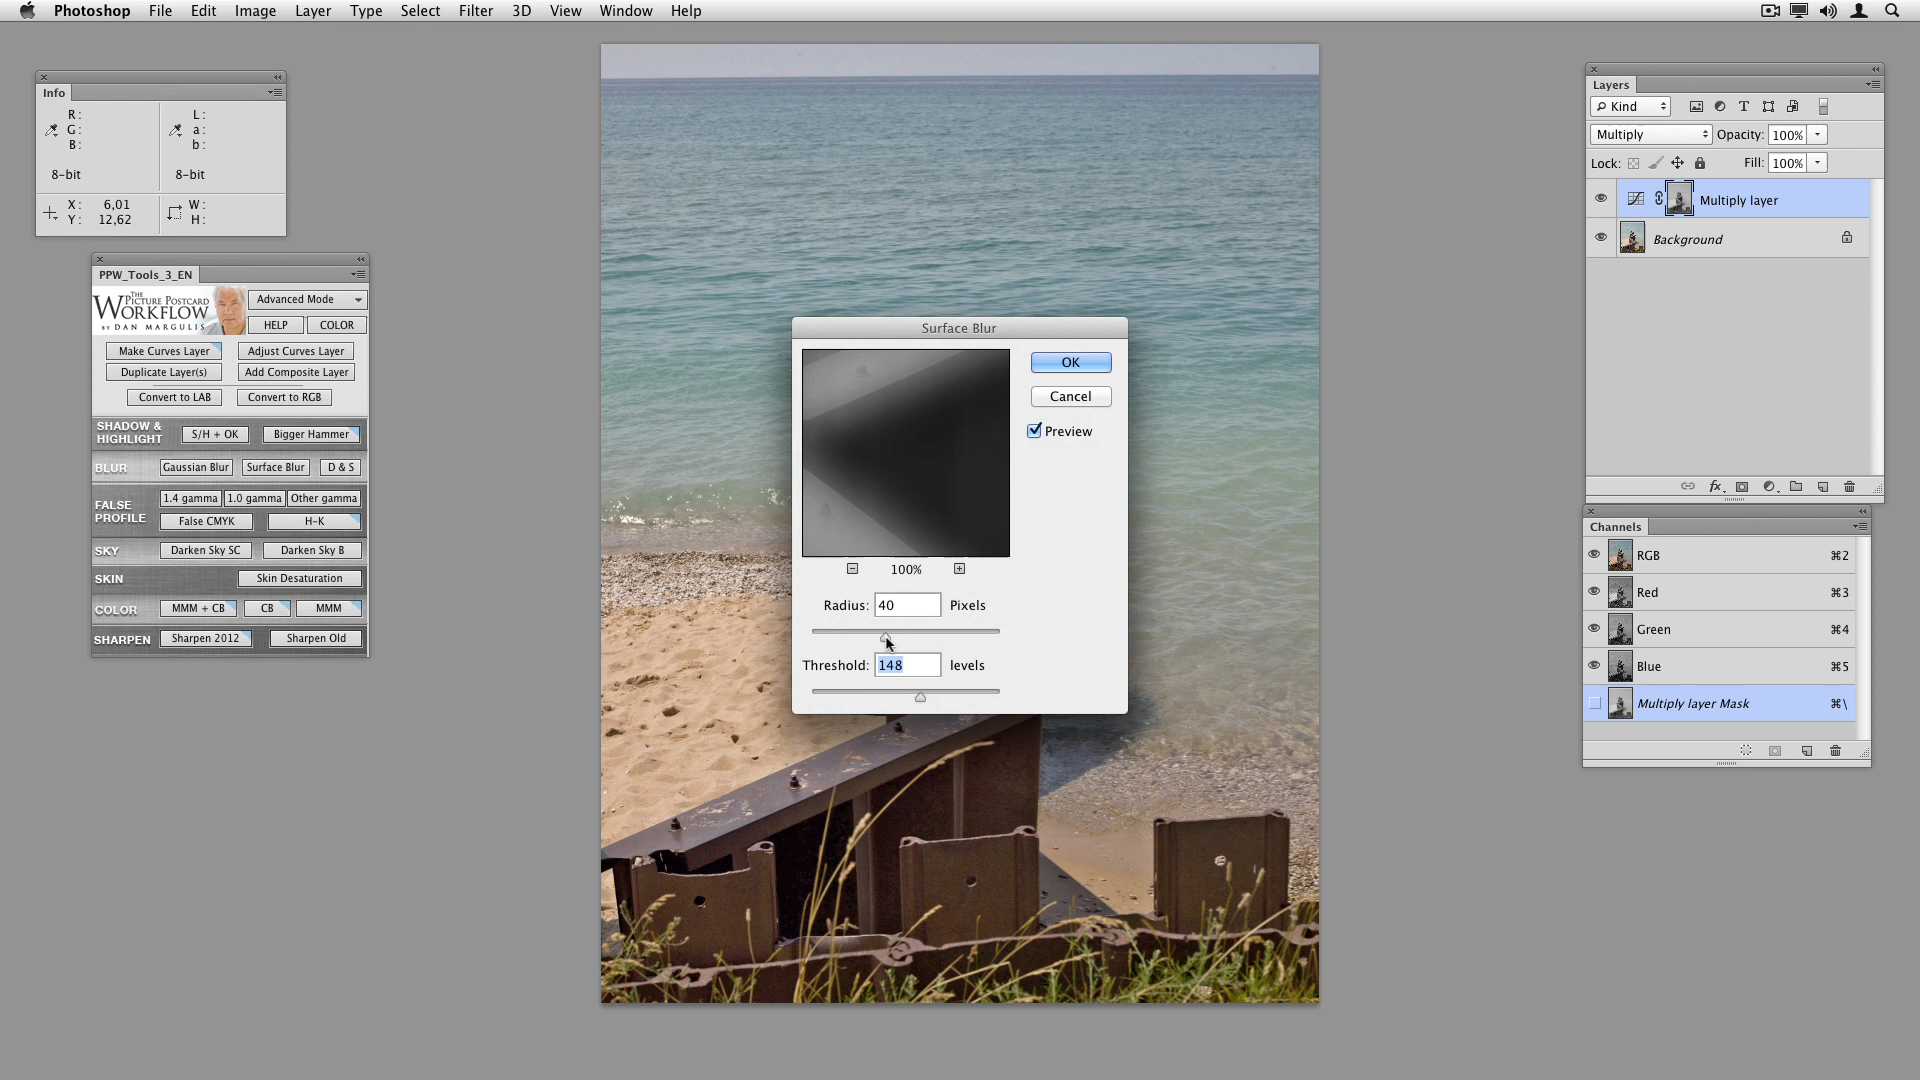 Photoshop File Edit Image Layer Type Select Filter 3D View Window Help
Info
R: L:
G: a:
B: b:
8-bit 8-bit
X: 6,01 W:
Y: 12,62 H:
PPW_Tools_3_EN
THE PICTURE POSTCARD WORKFLOW
BY DAN MARGULIS
Advanced Mode
HELP COLOR
Make Curves Layer Adjust Curves Layer
Duplicate Layer(s) Add Composite Layer
Convert to LAB Convert to RGB
SHADOW & HIGHLIGHT S/H + OK Bigger Hammer
BLUR Gaussian Blur Surface Blur D & S
FALSE PROFILE 1.4 gamma 1.0 gamma Other gamma
False CMYK H-K
SKY Darken Sky SC Darken Sky B
SKIN Skin Desaturation
COLOR MMM + CB CB MMM
SHARPEN Sharpen 2012 Sharpen Old
Surface Blur
OK
Cancel
Preview
100%
Radius: 40 Pixels
Threshold: 148 levels
Layers
Kind
Multiply Opacity: 100%
Lock: Fill: 100%
Multiply layer
Background
fx
Channels
RGB ⌘2
Red ⌘3
Green ⌘4
Blue ⌘5
Multiply layer Mask ⌘\